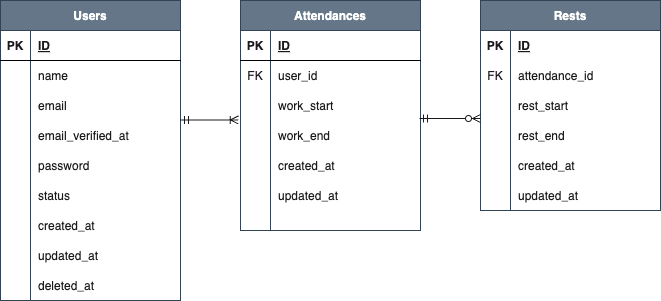 Users
PK ID
name
email
email_verified_at
password
status
created_at
updated_at
deleted_at
Attendances
PK ID
FK user_id
work_start
work_end
created_at
updated_at
Rests
PK ID
FK attendance_id
rest_start
rest_end
created_at
updated_at